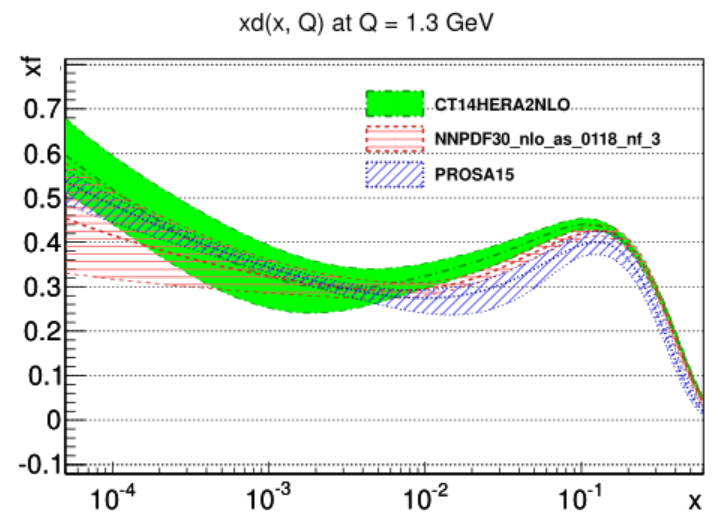 xd(x, Q) at Q = 1.3 GeV
xf
CT14HERA2NLO
NNPDF30_nlo_as_0118_nf_3
PROSA15
0.7
0.6
0.5
0.4
0.3
0.2
0.1
0
-0.1
10-4
10-3
10-2
10-1
x